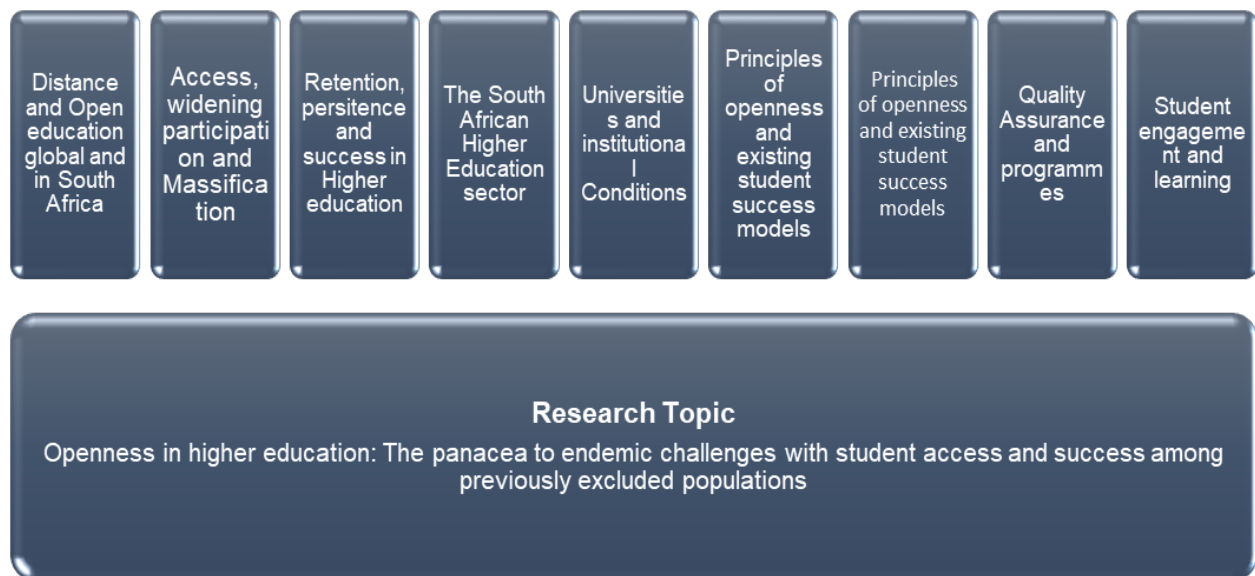 Distance
and Open
education
global and
in South
Africa
Access,
widening
participati
on and
Massifica
tion
Retention,
persitence
and
success in
Higher
education
The South
African
Higher
Education
sector
Universitie
s and
institutiona
l
Conditions
Principles
of
openness
and
existing
student
success
models
Principles
of openness
and existing
student
success
models
Quality
Assurance
and
programm
es
Student
engageme
nt and
learning
Research Topic
Openness in higher education: The panacea to endemic challenges with student access and success among
previously excluded populations